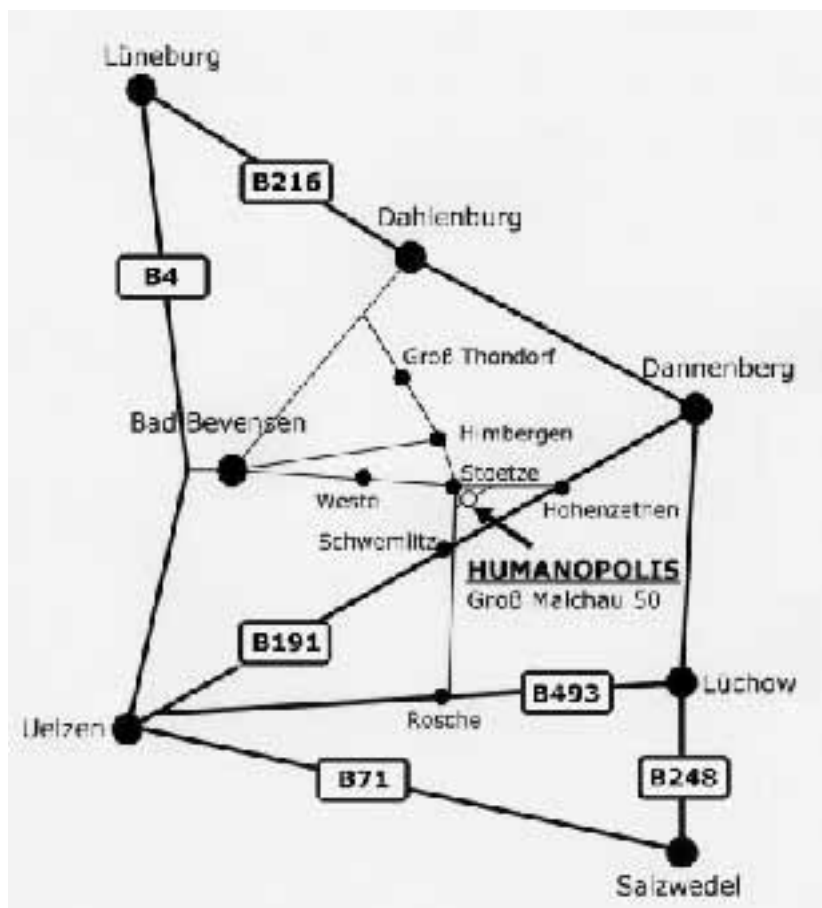 Lüneburg
B216
Dahlenburg
B4
Groß Thondorf
Dannenberg
Bad Bevensen
Himbergen
Stoetze
Weste
Hohenzethen
Schwemlitz
HUMANOPOLIS
Groß Malchau 50
B191
B493
Luchow
Uelzen
Rosche
B71
B248
Salzwedel